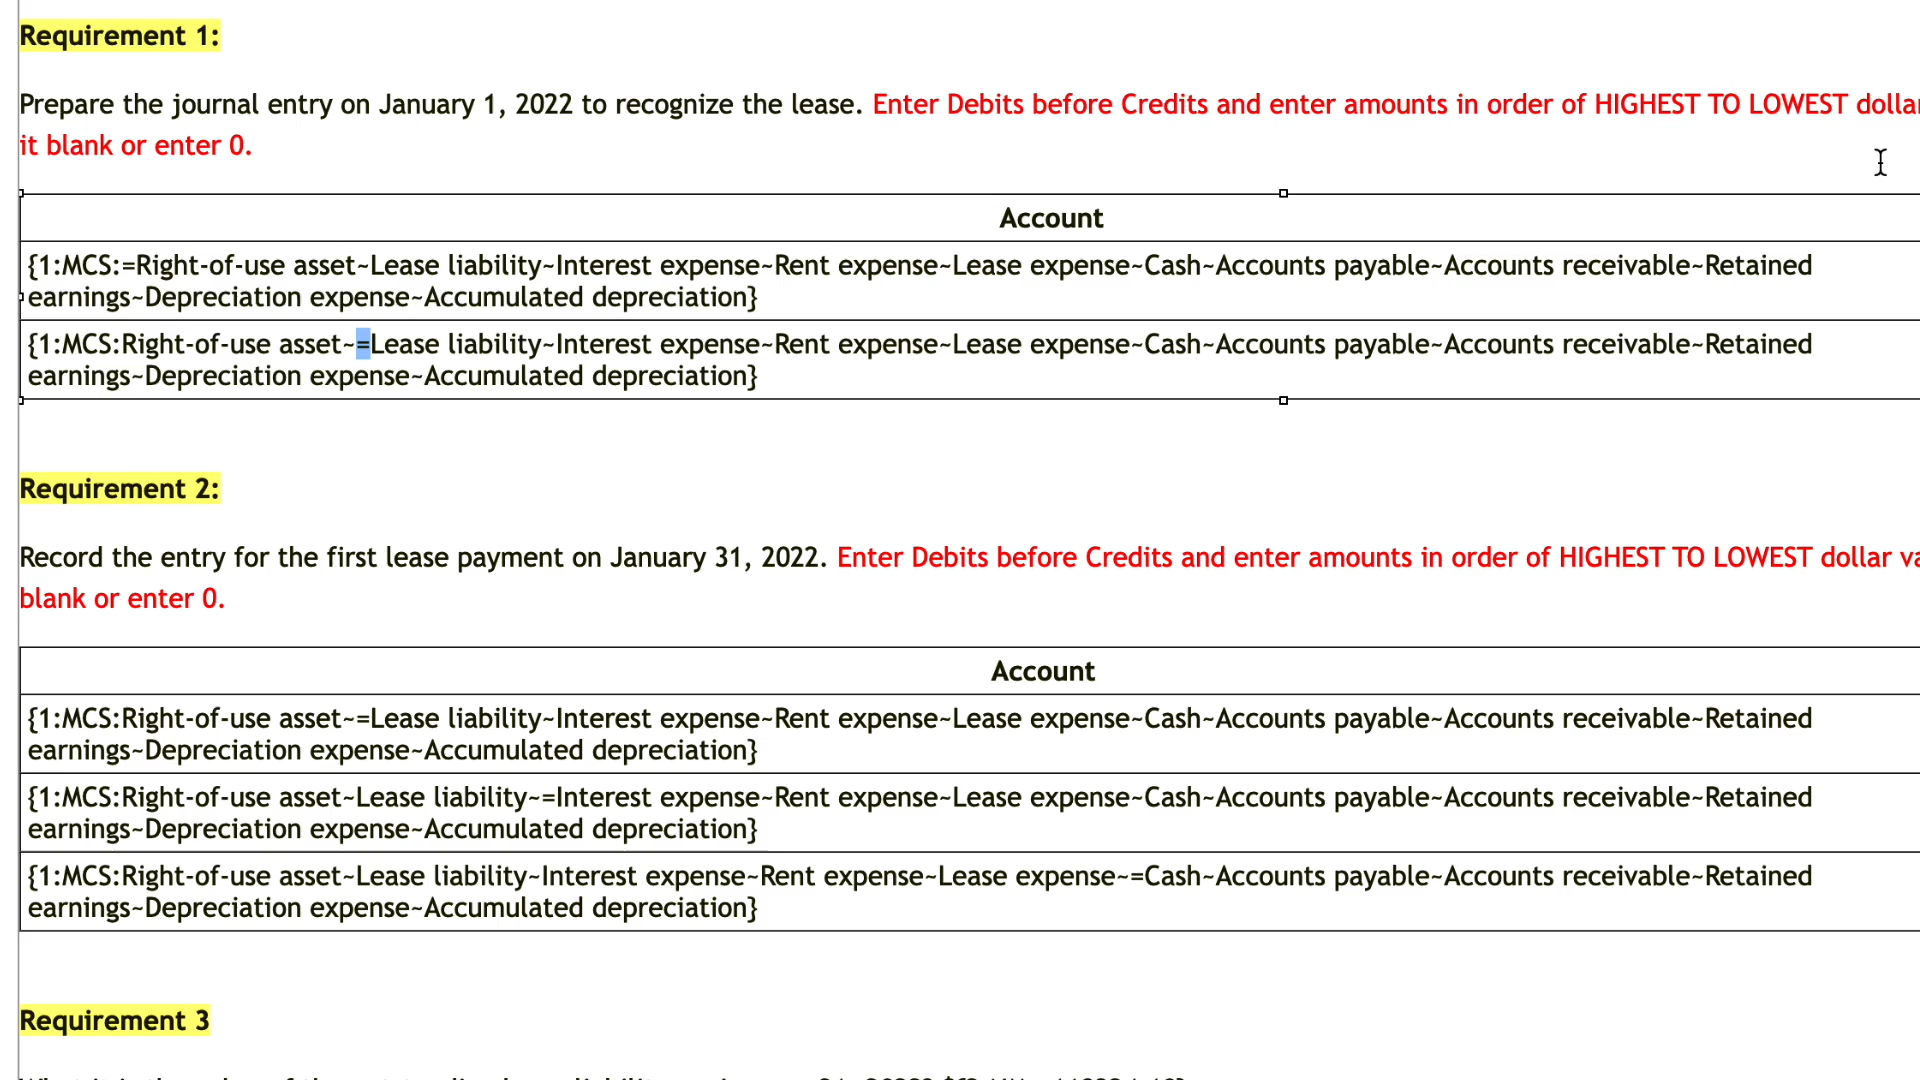 Requirement 1:
Prepare the journal entry on January 1, 2022 to recognize the lease. Enter Debits before Credits and enter amounts in order of HIGHEST TO LOWEST
it blank or enter 0.
Account
{1:MCS:=Right-of-use asset~Lease liability~Interest expense~Rent expense~Lease expense~Cash~Accounts payable~Accounts receivable~Retained
earnings~Depreciation expense~Accumulated depreciation}
{1:MCS:Right-of-use asset~=Lease liability~Interest expense~Rent expense~Lease expense~Cash~Accounts payable~Accounts receivable~Retained
earnings~Depreciation expense~Accumulated depreciation}
Requirement 2:
Record the entry for the first lease payment on January 31, 2022. Enter Debits before Credits and enter amounts in order of HIGHEST TO LOWEST dollar
blank or enter 0.
Account
{1:MCS:Right-of-use asset~=Lease liability~Interest expense~Rent expense~Lease expense~Cash~Accounts payable~Accounts receivable~Retained
earnings~Depreciation expense~Accumulated depreciation}
{1:MCS:Right-of-use asset~Lease liability~=Interest expense~Rent expense~Lease expense~Cash~Accounts payable~Accounts receivable~Retained
earnings~Depreciation expense~Accumulated depreciation}
{1:MCS:Right-of-use asset~Lease liability~Interest expense~Rent expense~Lease expense~=Cash~Accounts payable~Accounts receivable~Retained
earnings~Depreciation expense~Accumulated depreciation}
Requirement 3